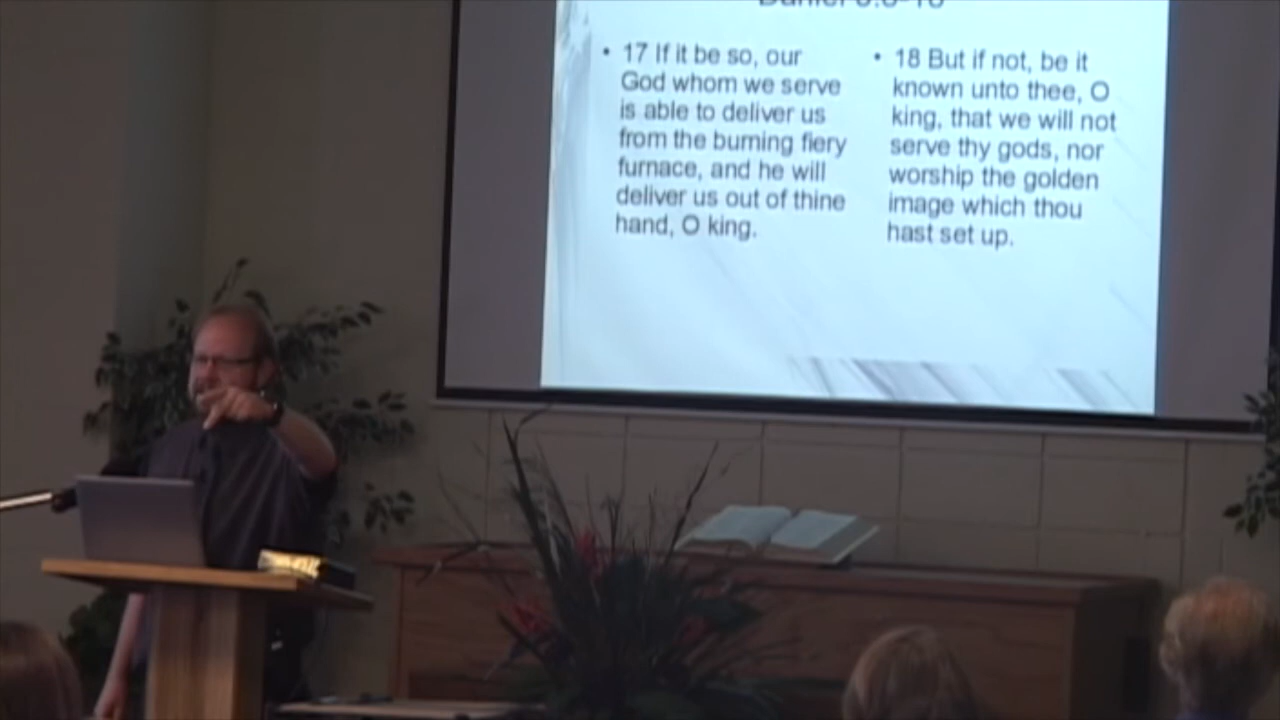 • 17 If it be so, our
God whom we serve
is able to deliver us
from the burning fiery
furnace, and he will
deliver us out of thine
hand, O king.
• 18 But if not, be it
known unto thee, O
king, that we will not
serve thy gods, nor
worship the golden
image which thou
hast set up.